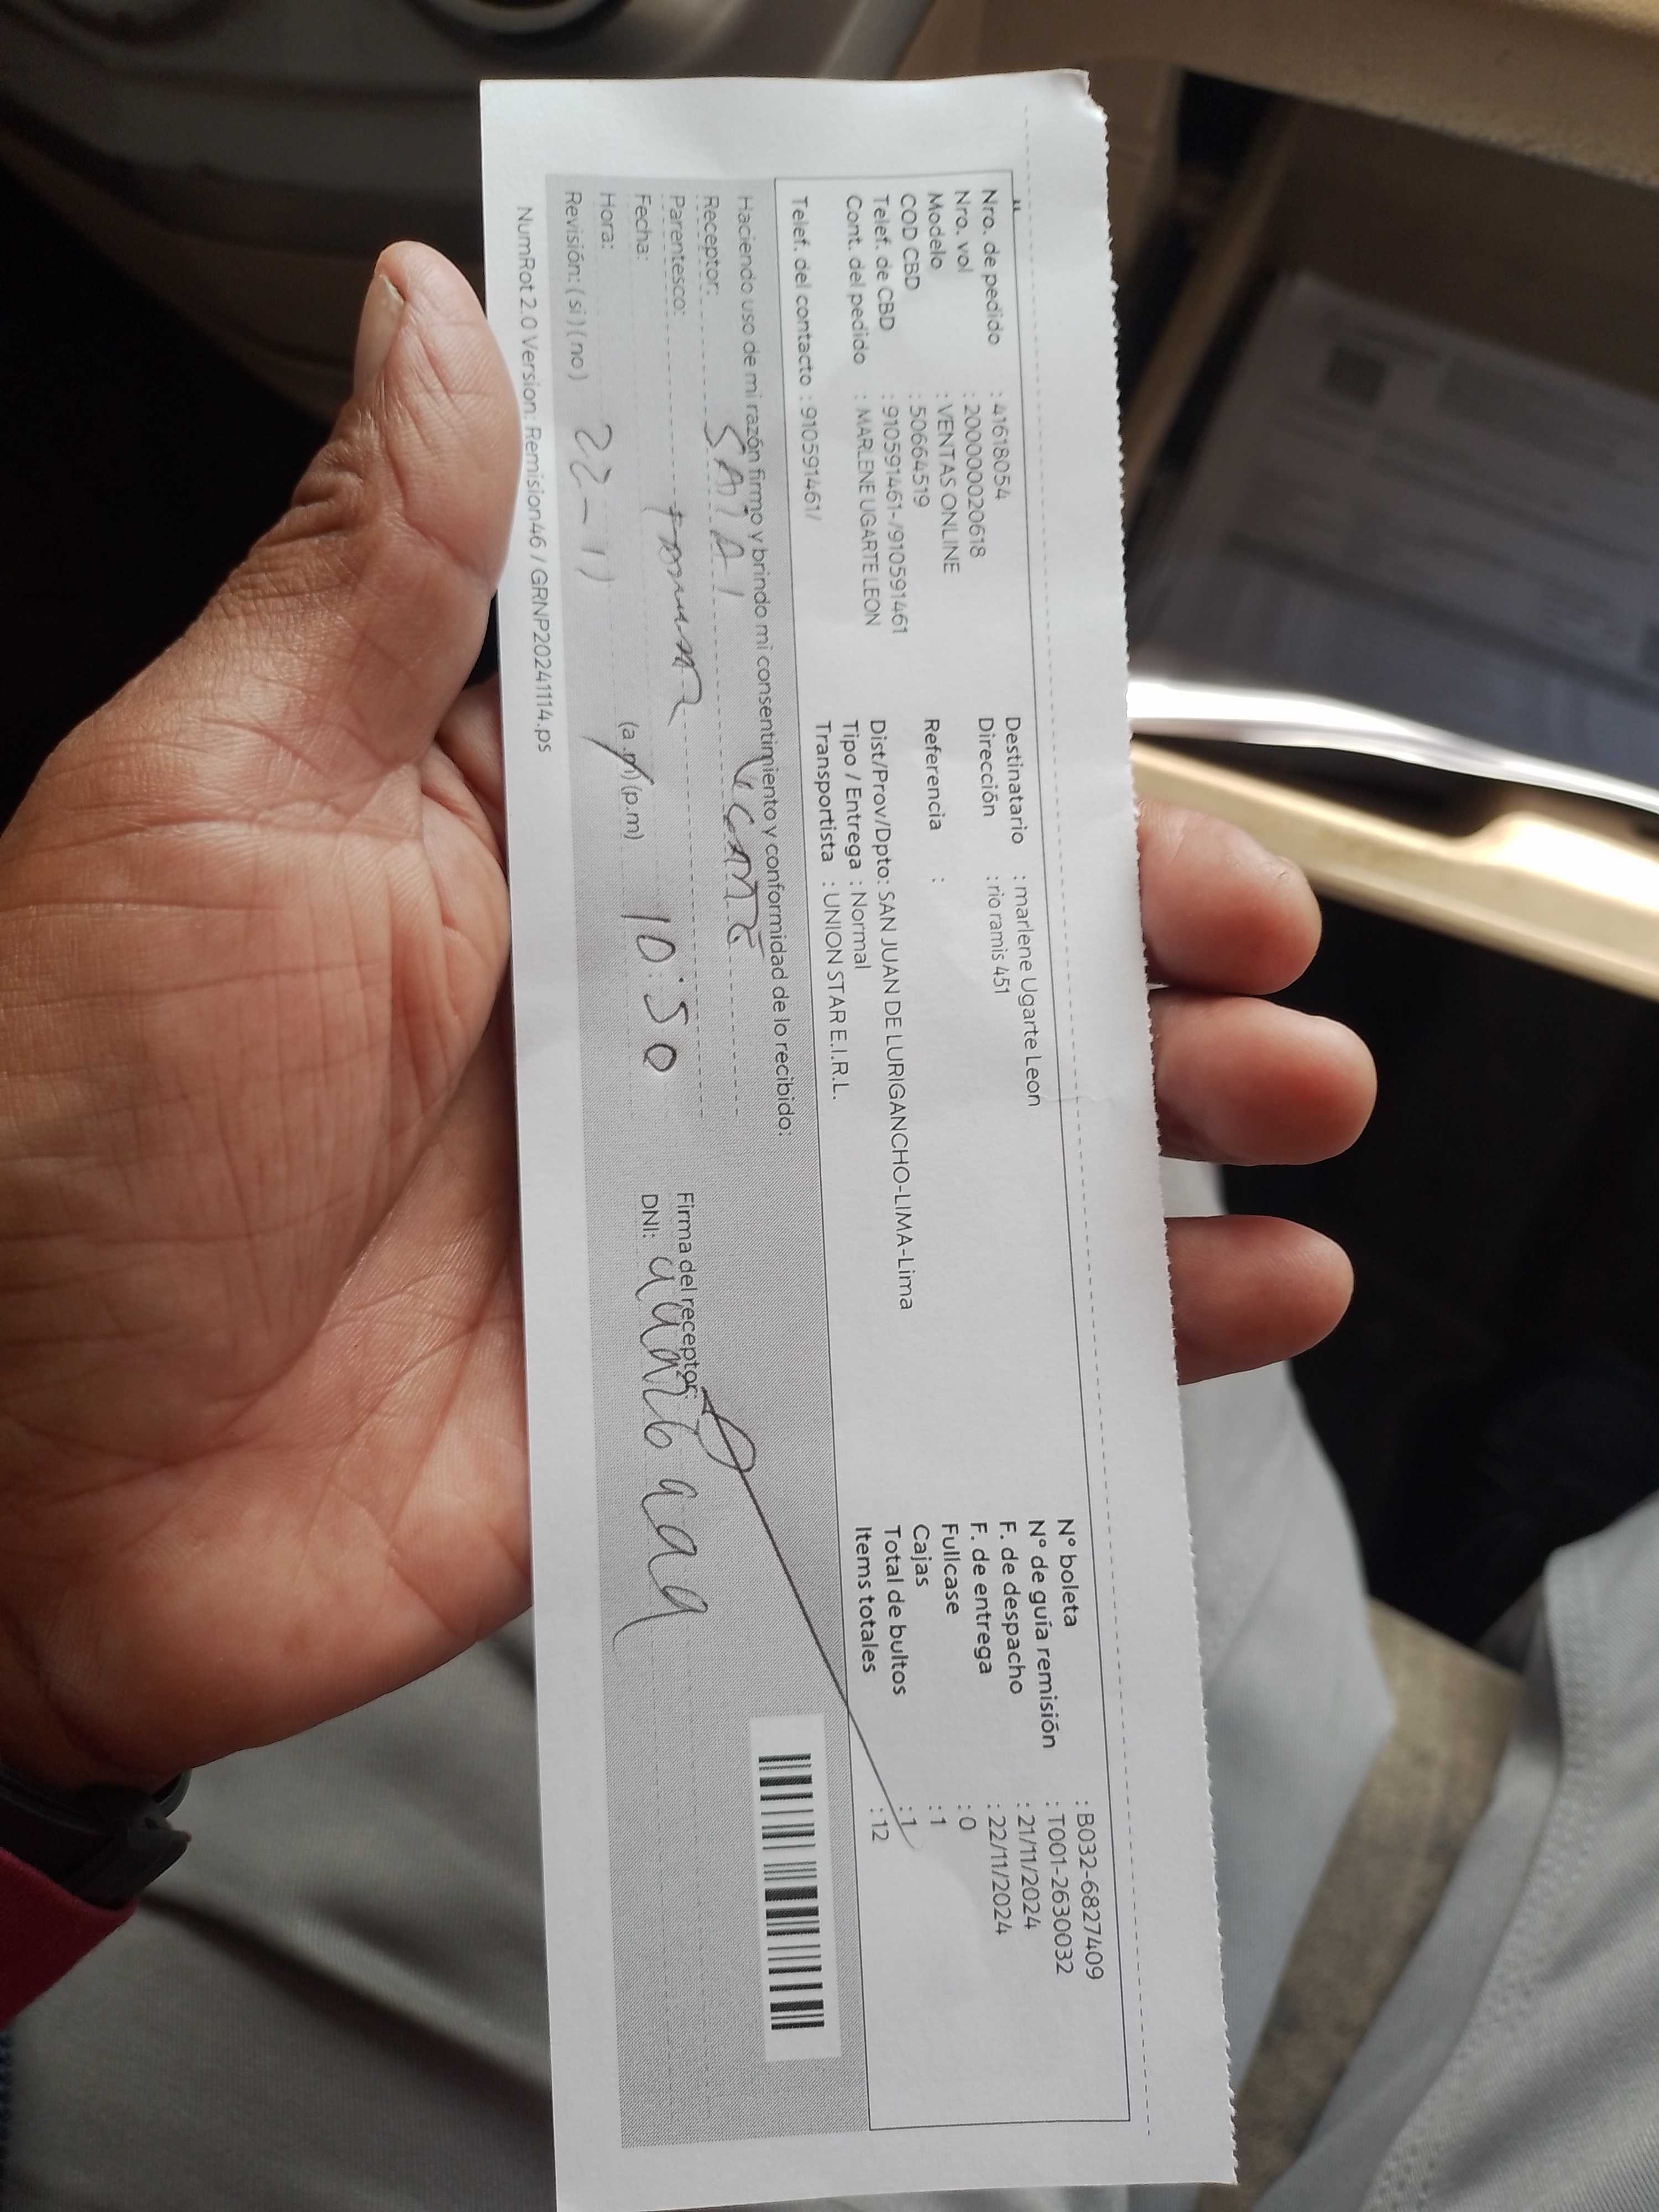 Nro. de pedido : 41618054
Nro. vol : 20000020618
Modelo : VENTAS ONLINE
COD CBD : 50664519
Telef. de CBD : 910591461-/910591461
Cont. del pedido : MARLENE UGARTE LEON
Telef. del contacto : 910591461/
Destinatario : marlene Ugarte Leon
Dirección : rio ramis 451
Referencia :
Dist/Prov/Dpto: SAN JUAN DE LURIGANCHO-LIMA-Lima
Tipo / Entrega : Normal
Transportista : UNION STAR E.I.R.L.
N° boleta : B032-6827409
N° de guía remisión : T001-2630032
F. de despacho : 21/11/2024
F. de entrega : 22/11/2024
Fullcase : 0
Cajas : 1
Total de bultos : 1
Items totales : 12
Haciendo uso de mi razón firmo y brindo mi consentimiento y conformidad de lo recibido:
Receptor:
Parentesco:
Fecha:
Hora: (a.m) (p.m) 10:50
Revisión: ( si ) ( no ) 22-11
Firma del receptor:
DNI:
NumRot 2.0 Version: Remision46 / GRNP20241114.ps